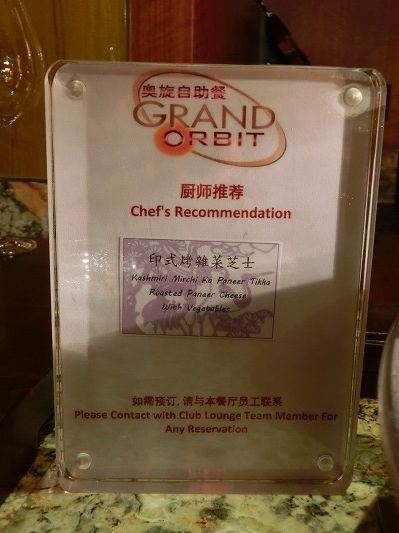 奥旋自助餐
GRAND
ORBIT
厨师推荐
Chef's Recommendation
印式烤雜菜芝士
Kashmiri Mirchi Ka Paneer Tikka
Roasted Paneer Cheese
With Vegetables
如需预订, 请与本餐厅员工联系
Please Contact with Club Lounge Team Member For
Any Reservation